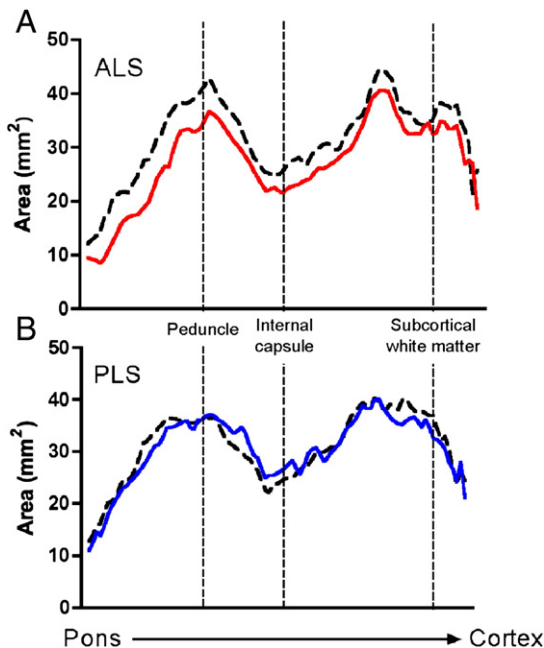 A
50
ALS
40
30
20
10
0
Area (mm²)
Peduncle
Internal
capsule
Subcortical
white matter
B
50
PLS
40
30
20
10
0
Area (mm²)
Pons
Cortex